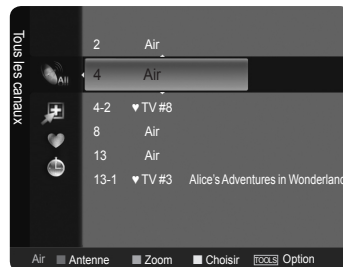 Tous les canaux
All
2 Air
4 Air
4-2 ♥ TV #8
8 Air
13 Air
13-1 ♥ TV #3 Alice's Adventures in Wonderland
Air Antenne Zoom Choisir TOOLS Option